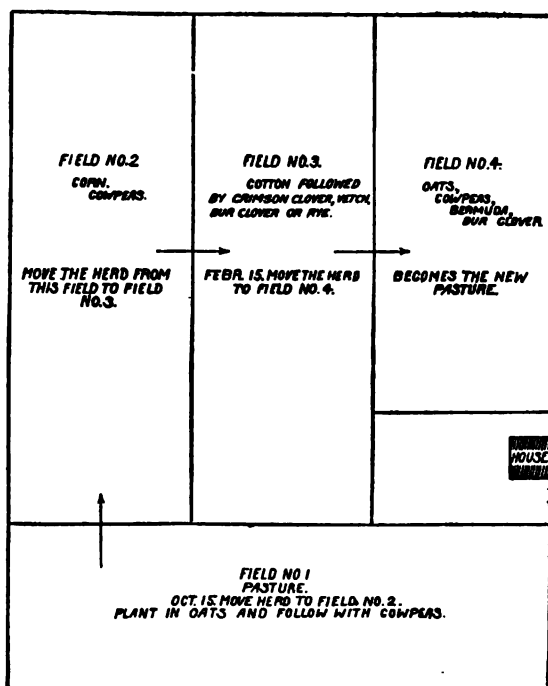 FIELD NO.2
CORN.
COWPEAS.
MOVE THE HERD FROM
THIS FIELD TO FIELD
NO.3.
FIELD NO.3.
COTTON FOLLOWED
BY CRIMSON CLOVER, VETCH,
BUR CLOVER OR RYE.
FEBR. 15. MOVE THE HERD
TO FIELD NO.4.
FIELD NO.4.
OATS,
COWPEAS,
BERMUDA,
BUR CLOVER.
BECOMES THE NEW
PASTURE.
HOUSE
FIELD NO 1
PASTURE.
OCT. 15. MOVE HERD TO FIELD. NO.2.
PLANT IN OATS AND FOLLOW WITH COWPEAS.